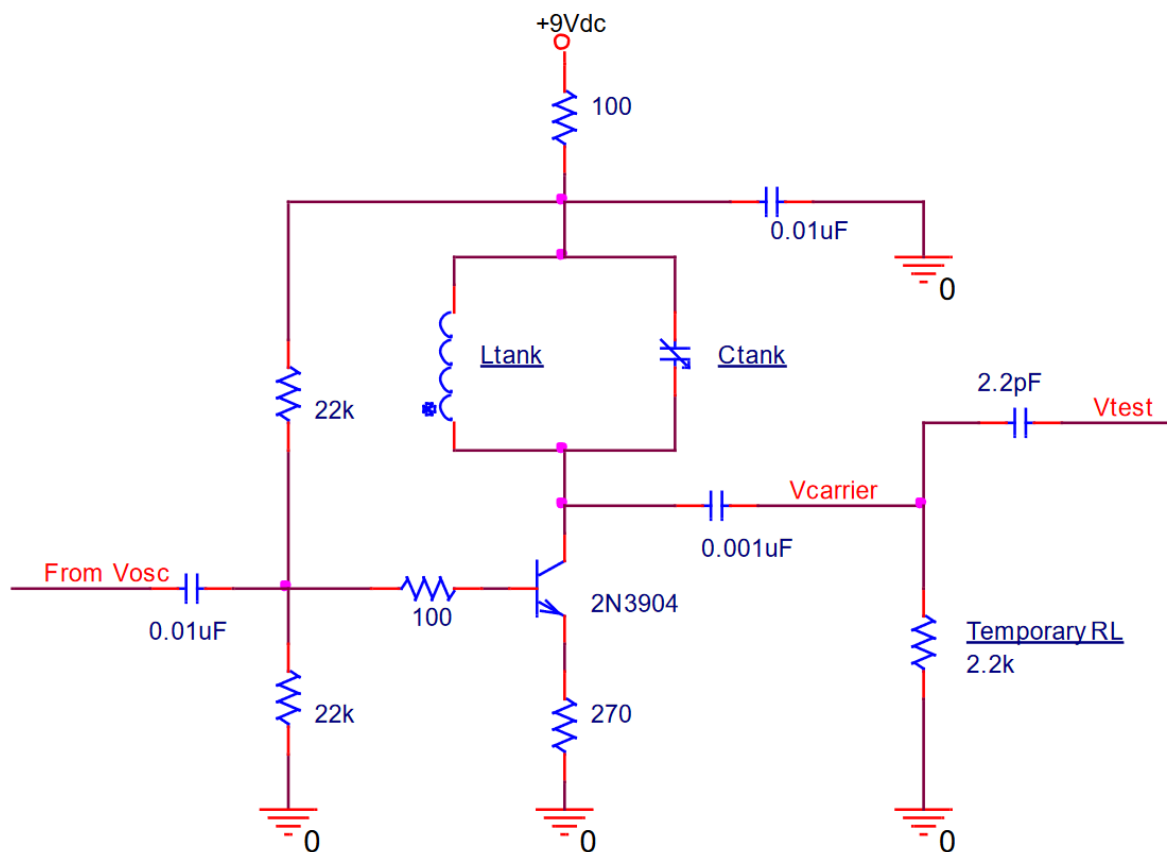 +9Vdc
100
0.01uF
0
Ltank
Ctank
22k
2.2pF
Vtest
Vcarrier
0.001uF
From Vosc
0.01uF
100
2N3904
Temporary RL
2.2k
22k
270
0
0
0